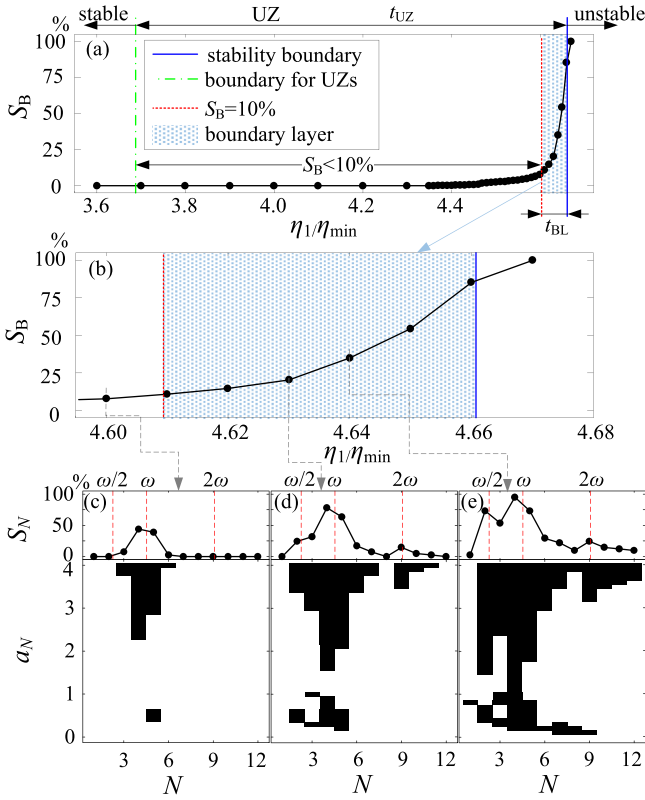 stable UZ t_UZ unstable
%
100
75
50
25
0
S_B
(a)
stability boundary
boundary for UZs
S_B=10%
boundary layer
S_B<10%
3.6 3.8 4.0 4.2 4.4
η_1/η_min
t_BL
%
100
75
50
25
0
S_B
(b)
4.60 4.62 4.64 4.66 4.68
η_1/η_min
% ω/2 ω 2ω ω/2 ω 2ω ω/2 ω 2ω
100
50
0
S_N
(c) (d) (e)
4
3
2
1
0
a_N
3 6 9 12 3 6 9 12 3 6 9 12
N N N